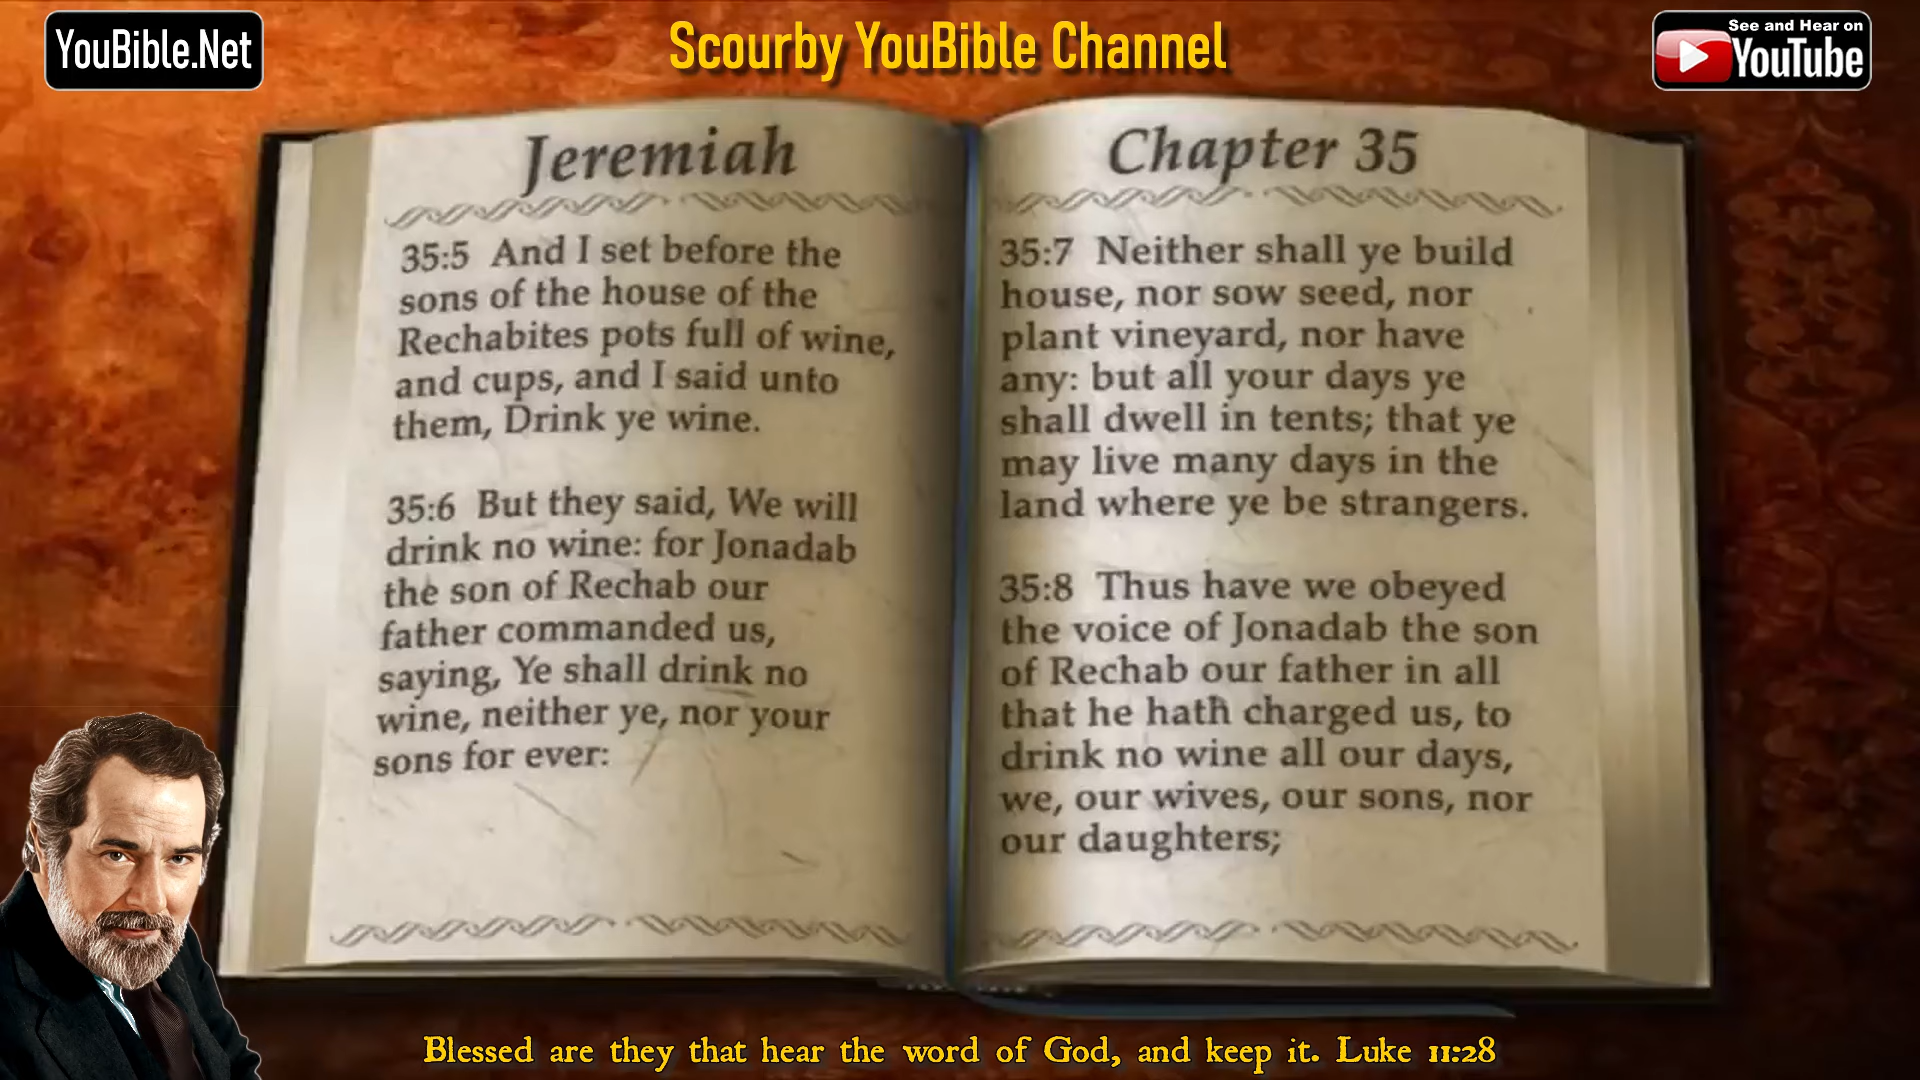 YouBible.Net
Scourby YouBible Channel
See and Hear on
YouTube
Jeremiah
35:5 And I set before the
sons of the house of the
Rechabites pots full of wine,
and cups, and I said unto
them, Drink ye wine.
35:6 But they said, We will
drink no wine: for Jonadab
the son of Rechab our
father commanded us,
saying, Ye shall drink no
wine, neither ye, nor your
sons for ever:
Chapter 35
35:7 Neither shall ye build
house, nor sow seed, nor
plant vineyard, nor have
any: but all your days ye
shall dwell in tents; that ye
may live many days in the
land where ye be strangers.
35:8 Thus have we obeyed
the voice of Jonadab the son
of Rechab our father in all
that he hath charged us, to
drink no wine all our days,
we, our wives, our sons, nor
our daughters;
Blessed are they that hear the word of God, and keep it. Luke 11:28